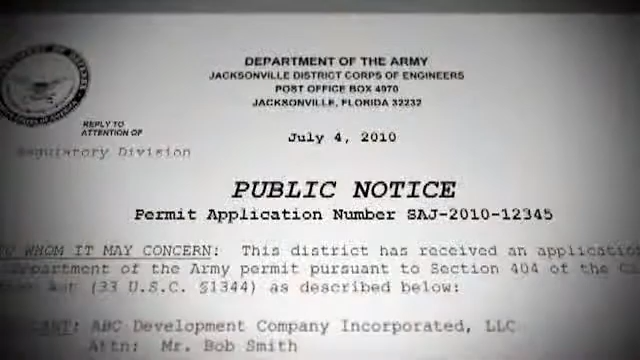 DEPARTMENT OF THE ARMY
JACKSONVILLE DISTRICT CORPS OF ENGINEERS
POST OFFICE BOX 4970
JACKSONVILLE, FLORIDA 32232
REPLY TO
ATTENTION OF
July 4, 2010
Regulatory Division
PUBLIC NOTICE
Permit Application Number SAJ-2010-12345
TO WHOM IT MAY CONCERN: This district has received an application
Department of the Army permit pursuant to Section 404 of the
Act (33 U.S.C. §1344) as described below:
ABC Development Company Incorporated, LLC
Attn: Mr. Bob Smith